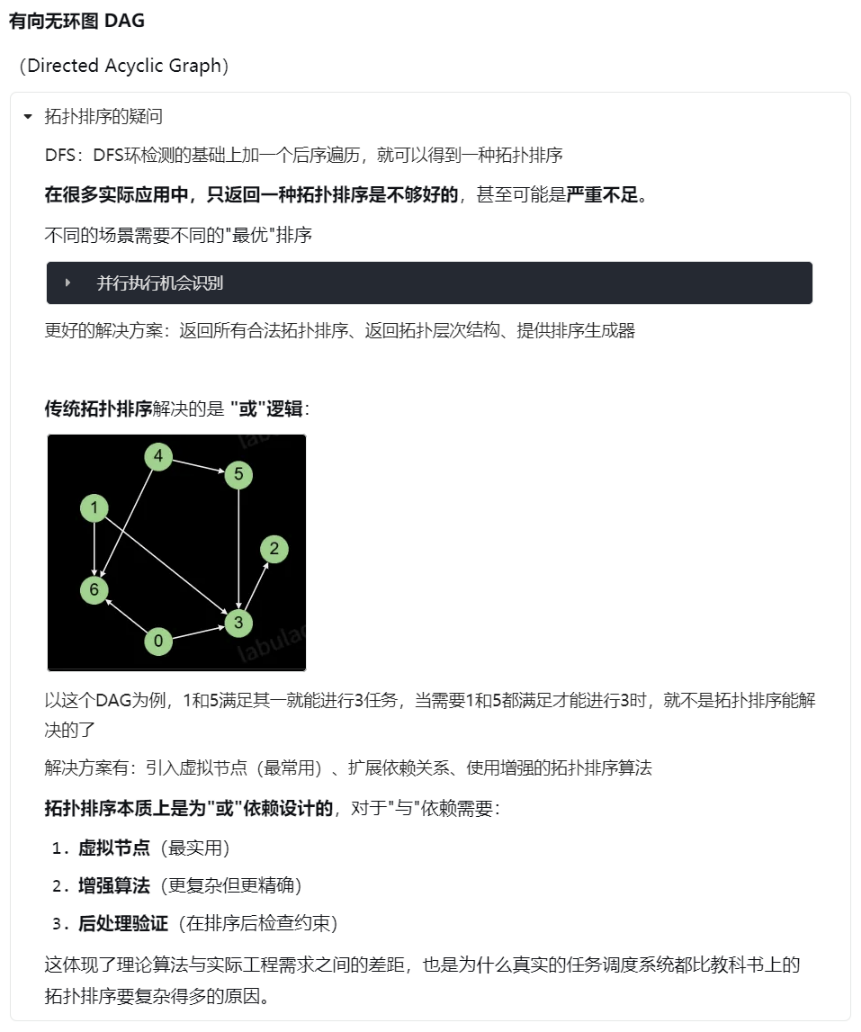 有向无环图 DAG
（Directed Acyclic Graph）
拓扑排序的疑问
DFS：DFS环检测的基础上加一个后序遍历，就可以得到一种拓扑排序
在很多实际应用中，只返回一种拓扑排序是不够好的，甚至可能是严重不足。
不同的场景需要不同的"最优"排序
并行执行机会识别
更好的解决方案：返回所有合法拓扑排序、返回拓扑层次结构、提供排序生成器
传统拓扑排序解决的是 "或"逻辑：
labu
4
5
1
2
6
3
0
labulad
以这个DAG为例，1和5满足其一就能进行3任务，当需要1和5都满足才能进行3时，就不是拓扑排序能解
决的了
解决方案有：引入虚拟节点（最常用）、扩展依赖关系、使用增强的拓扑排序算法
拓扑排序本质上是为"或"依赖设计的，对于"与"依赖需要：
1. 虚拟节点（最实用）
2. 增强算法（更复杂但更精确）
3. 后处理验证（在排序后检查约束）
这体现了理论算法与实际工程需求之间的差距，也是为什么真实的任务调度系统都比教科书上的
拓扑排序要复杂得多的原因。